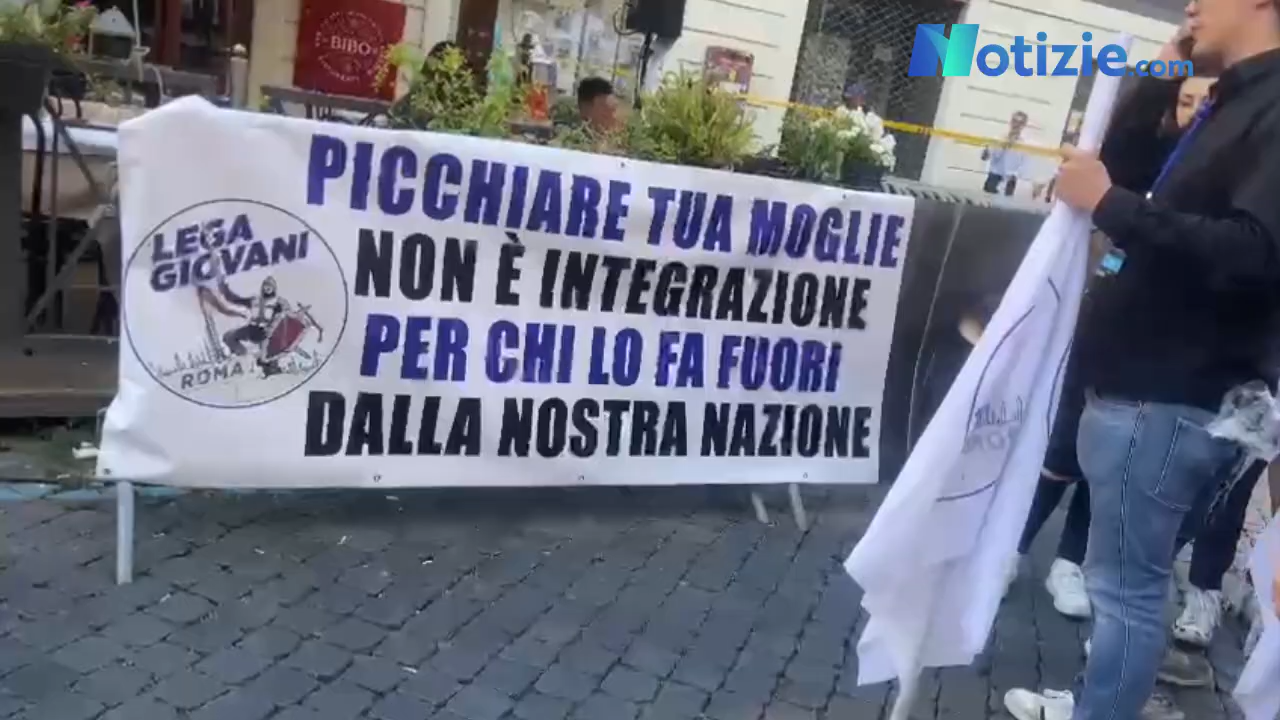 Notizie.com
BIBO
PICCHIARE TUA MOGLIE
NON È INTEGRAZIONE
PER CHI LO FA FUORI
DALLA NOSTRA NAZIONE
LEGA
GIOVANI
ROMA